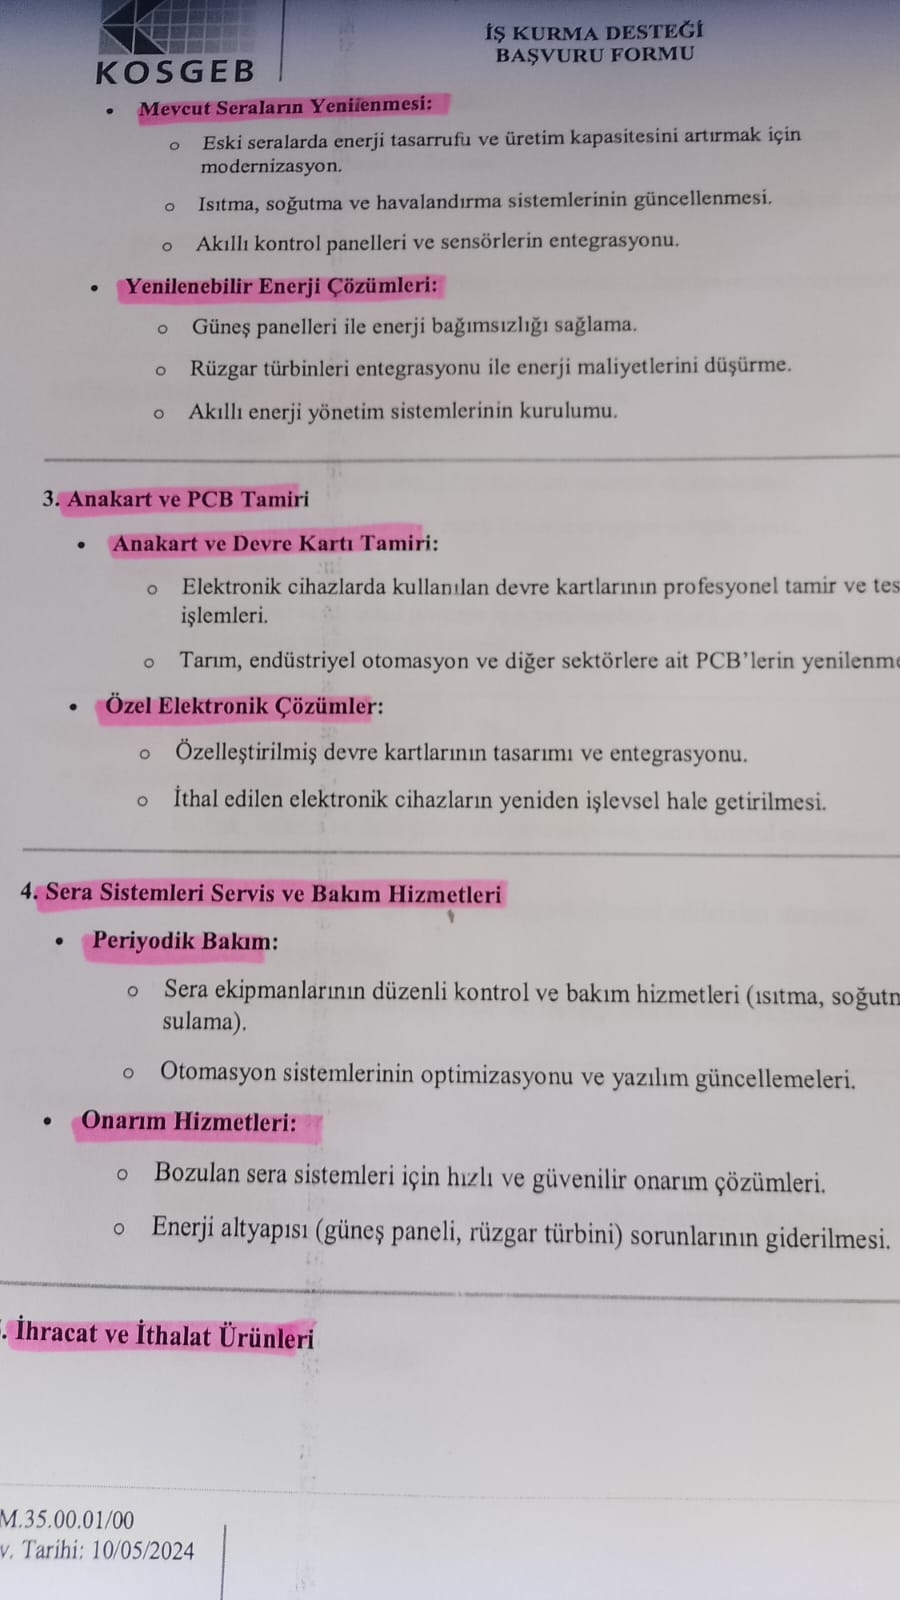 KOSGEB
İŞ KURMA DESTEĞİ
BAŞVURU FORMU
• Mevcut Seraların Yenilenmesi:
o Eski seralarda enerji tasarrufu ve üretim kapasitesini artırmak için
modernizasyon.
o Isıtma, soğutma ve havalandırma sistemlerinin güncellenmesi.
o Akıllı kontrol panelleri ve sensörlerin entegrasyonu.
• Yenilenebilir Enerji Çözümleri:
o Güneş panelleri ile enerji bağımsızlığı sağlama.
o Rüzgar türbinleri entegrasyonu ile enerji maliyetlerini düşürme.
o Akıllı enerji yönetim sistemlerinin kurulumu.
3. Anakart ve PCB Tamiri
• Anakart ve Devre Kartı Tamiri:
o Elektronik cihazlarda kullanılan devre kartlarının profesyonel tamir ve tes
işlemleri.
o Tarım, endüstriyel otomasyon ve diğer sektörlere ait PCB’lerin yenilenme
• Özel Elektronik Çözümler:
o Özelleştirilmiş devre kartlarının tasarımı ve entegrasyonu.
o İthal edilen elektronik cihazların yeniden işlevsel hale getirilmesi.
4. Sera Sistemleri Servis ve Bakım Hizmetleri
• Periyodik Bakım:
o Sera ekipmanlarının düzenli kontrol ve bakım hizmetleri (ısıtma, soğutm
sulama).
o Otomasyon sistemlerinin optimizasyonu ve yazılım güncellemeleri.
• Onarım Hizmetleri:
o Bozulan sera sistemleri için hızlı ve güvenilir onarım çözümleri.
o Enerji altyapısı (güneş paneli, rüzgar türbini) sorunlarının giderilmesi.
. İhracat ve İthalat Ürünleri
M.35.00.01/00
v. Tarihi: 10/05/2024